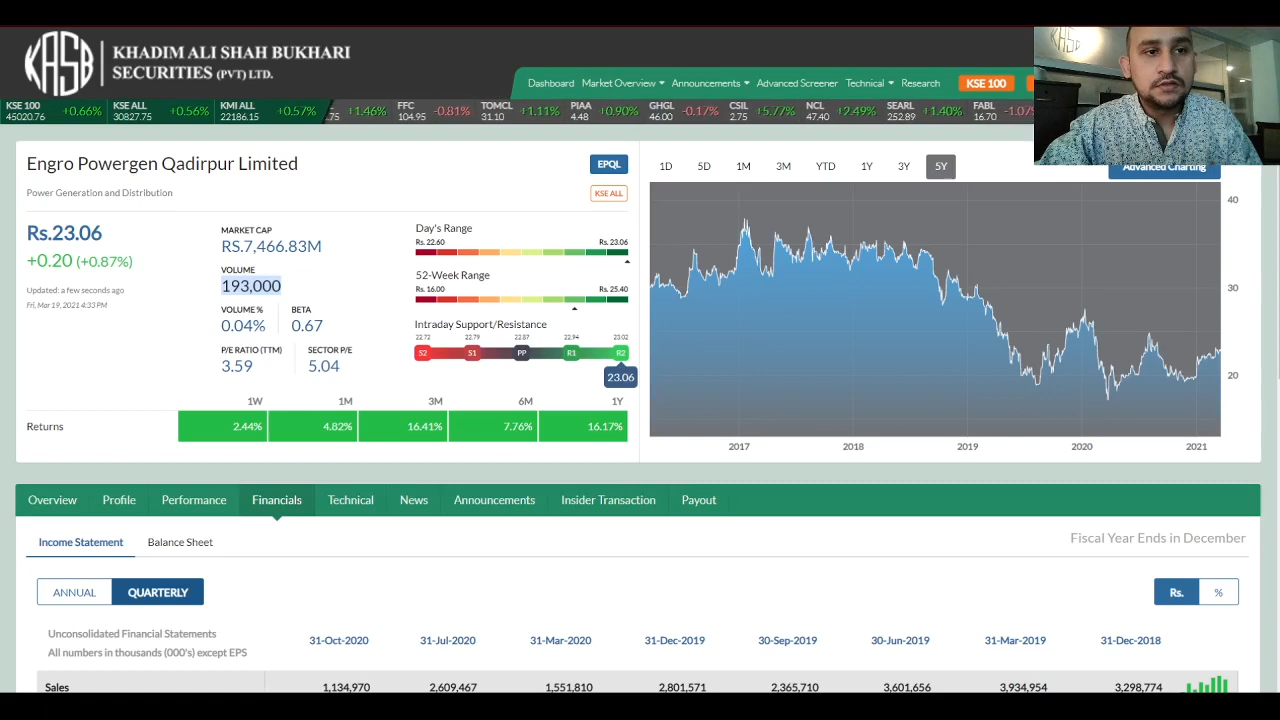 KASB
KHADIM ALI SHAH BUKHARI
SECURITIES (PVT) LTD.
Dashboard Market Overview Announcements Advanced Screener Technical Research KSE 100
KSE 100 +0.66% KSE ALL +0.56% KMI ALL +0.57% +1.46% FFC -0.81% TOMCL +1.11% PIAA +0.90% GHGL -0.17% CSIL +5.77% NCL +2.49% SEARL +1.40% FABL -1.07%
45020.76 30827.75 22186.15 .75 104.95 31.10 4.48 46.00 2.75 47.40 252.89 16.70
Engro Powergen Qadirpur Limited EPQL
Power Generation and Distribution KSE ALL
Rs.23.06
+0.20 (+0.87%)
Updated: a few seconds ago
Fri, Mar 19, 2021 4:33 PM
MARKET CAP
RS.7,466.83M
VOLUME
193,000
VOLUME % BETA
0.04% 0.67
P/E RATIO (TTM) SECTOR P/E
3.59 5.04
Day's Range
Rs. 22.60 Rs. 23.06
52-Week Range
Rs. 16.00 Rs. 25.40
Intraday Support/Resistance
22.72 22.79 22.87 22.94 23.02
S2 S1 PP R1 R2
23.06
1W 1M 3M 6M 1Y
Returns 2.44% 4.82% 16.41% 7.76% 16.17%
1D 5D 1M 3M YTD 1Y 3Y 5Y
Advanced Charting
40
30
20
2017 2018 2019 2020 2021
Overview Profile Performance Financials Technical News Announcements Insider Transaction Payout
Income Statement Balance Sheet Fiscal Year Ends in December
ANNUAL QUARTERLY Rs. %
Unconsolidated Financial Statements
All numbers in thousands (000's) except EPS
31-Oct-2020 31-Jul-2020 31-Mar-2020 31-Dec-2019 30-Sep-2019 30-Jun-2019 31-Mar-2019 31-Dec-2018
Sales 1,134,970 2,609,467 1,551,810 2,801,571 2,365,710 3,601,656 3,934,954 3,298,774